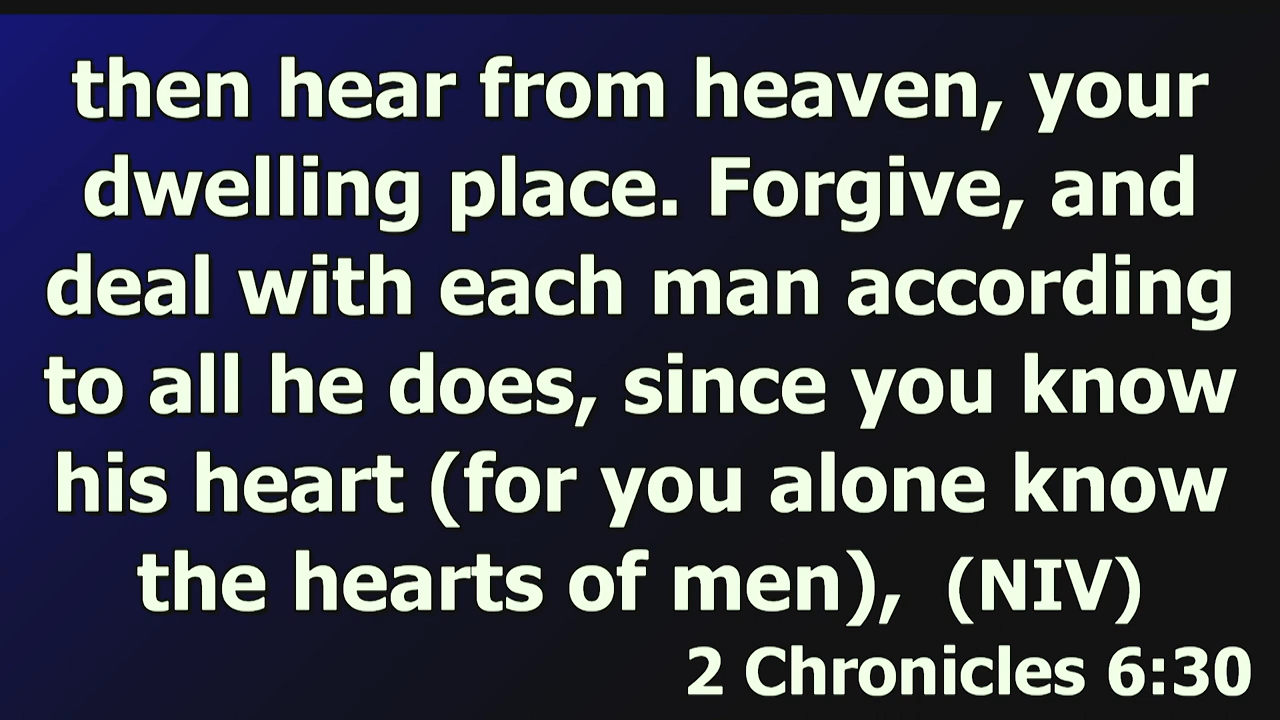 then hear from heaven, your
dwelling place. Forgive, and
deal with each man according
to all he does, since you know
his heart (for you alone know
the hearts of men), (NIV)
2 Chronicles 6:30